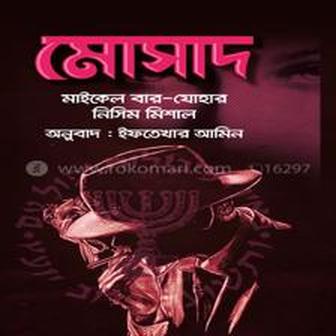 মোসাদ
মাইকেল বার-যোহার
নিসিম মিশাল
অনুবাদ : ইফতেখার আমিন
www.rokomari.com 16297